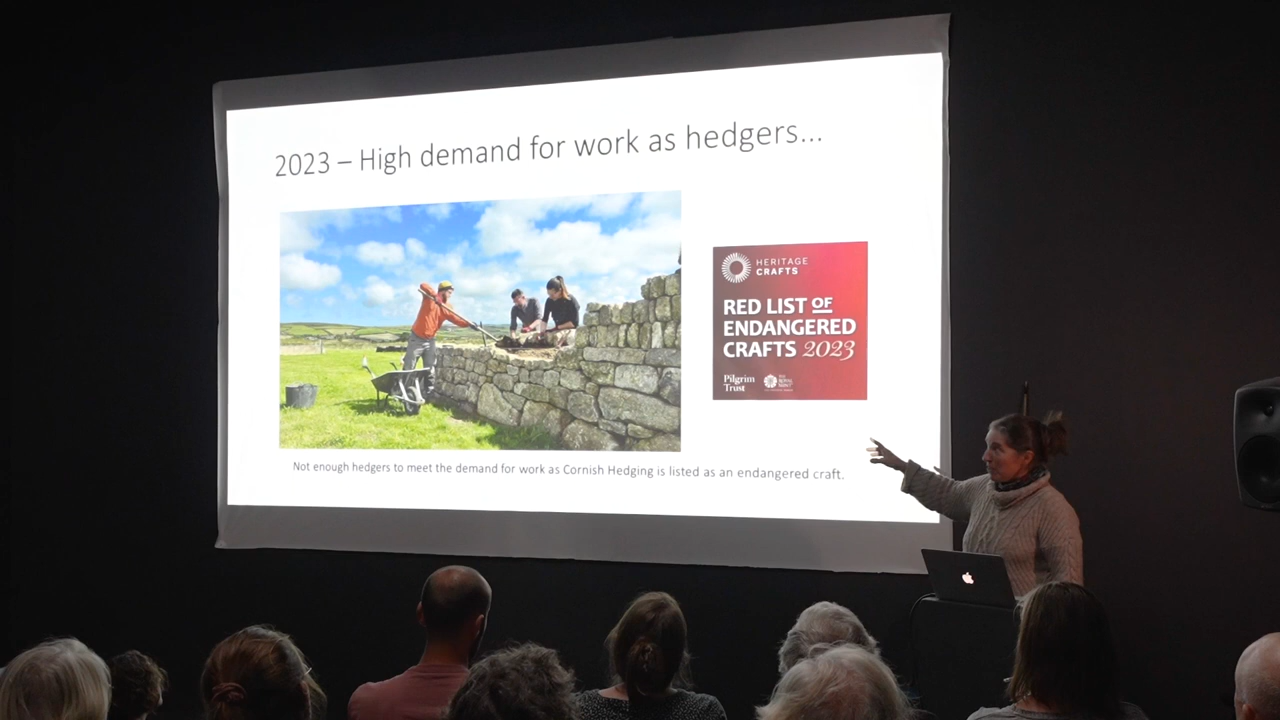 2023 – High demand for work as hedgers...
HERITAGE
CRAFTS
RED LIST OF
ENDANGERED
CRAFTS 2023
Pilgrim
Trust
Not enough hedgers to meet the demand for work as Cornish Hedging is listed as an endangered craft.